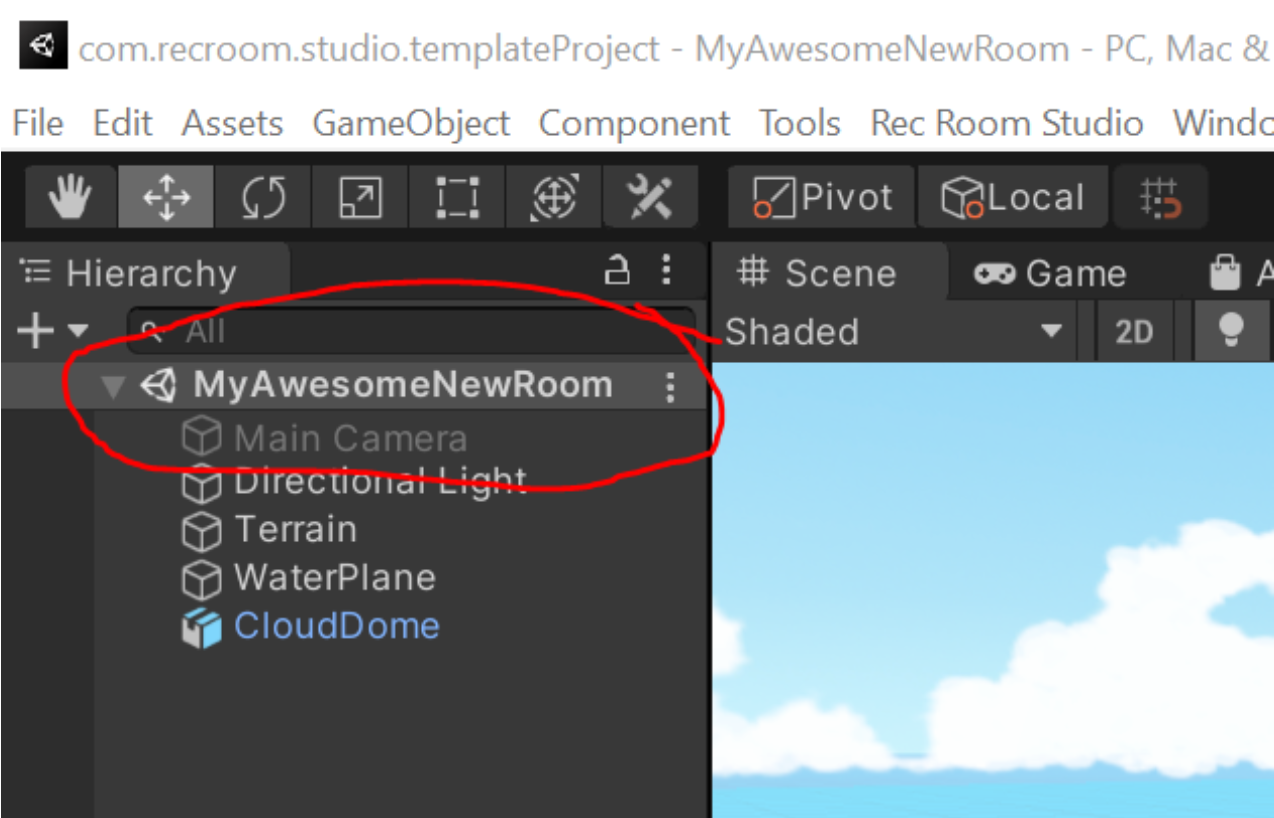 com.recroom.studio.templateProject - MyAwesomeNewRoom - PC, Mac &
File Edit Assets GameObject Component Tools Rec Room Studio Windo
Pivot Local
Hierarchy Scene Game A
All Shaded 2D
MyAwesomeNewRoom
Main Camera
Directional Light
Terrain
WaterPlane
CloudDome